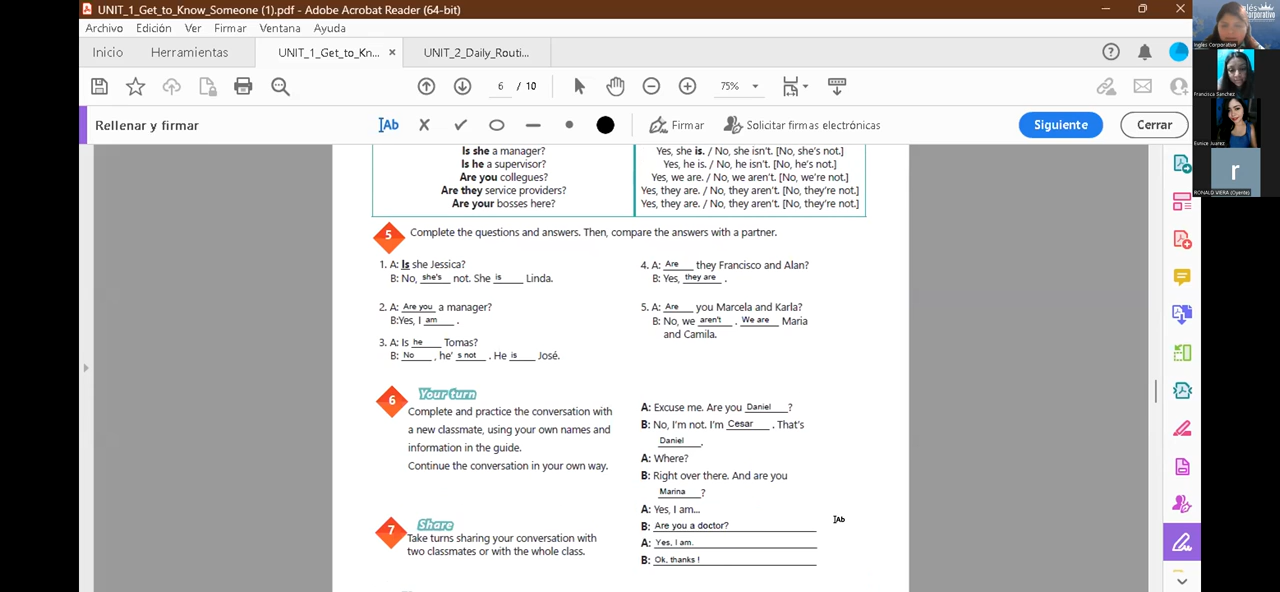 UNIT_1_Get_to_Know_Someone (1).pdf - Adobe Acrobat Reader (64-bit)
Archivo Edición Ver Firmar Ventana Ayuda
Inicio Herramientas UNIT_1_Get_to_Kn... × UNIT_2_Daily_Routi...
6 / 10 75%
Rellenar y firmar
Ab Firmar Solicitar firmas electrónicas Siguiente Cerrar
Is she a manager? Yes, she is. / No, she isn't. [No, she's not.]
Is he a supervisor? Yes, he is. / No, he isn't. [No, he's not.]
Are you collegues? Yes, we are. / No, we aren't. [No, we're not.]
Are they service providers? Yes, they are. / No, they aren't. [No, they're not.]
Are your bosses here? Yes, they are. / No, they aren't. [No, they're not.]
5 Complete the questions and answers. Then, compare the answers with a partner.
1. A: Is she Jessica?
B: No, she's not. She is Linda.
2. A: Are you a manager?
B:Yes, I am .
3. A: Is he Tomas?
B: No , he' s not . He is José.
4. A: Are they Francisco and Alan?
B: Yes, they are .
5. A: Are you Marcela and Karla?
B: No, we aren't . We are Maria
and Camila.
6 Your turn
Complete and practice the conversation with
a new classmate, using your own names and
information in the guide.
Continue the conversation in your own way.
7 Share
Take turns sharing your conversation with
two classmates or with the whole class.
A: Excuse me. Are you Daniel ?
B: No, I'm not. I'm Cesar . That's
Daniel .
A: Where?
B: Right over there. And are you
Marina ?
A: Yes, I am...
B: Are you a doctor?
A: Yes, I am.
B: Ok, thanks !
Ab
Inglés Corporativo
Francisca Sanchez
Eunice Juarez
r
RONALD VIERA (Oyente)